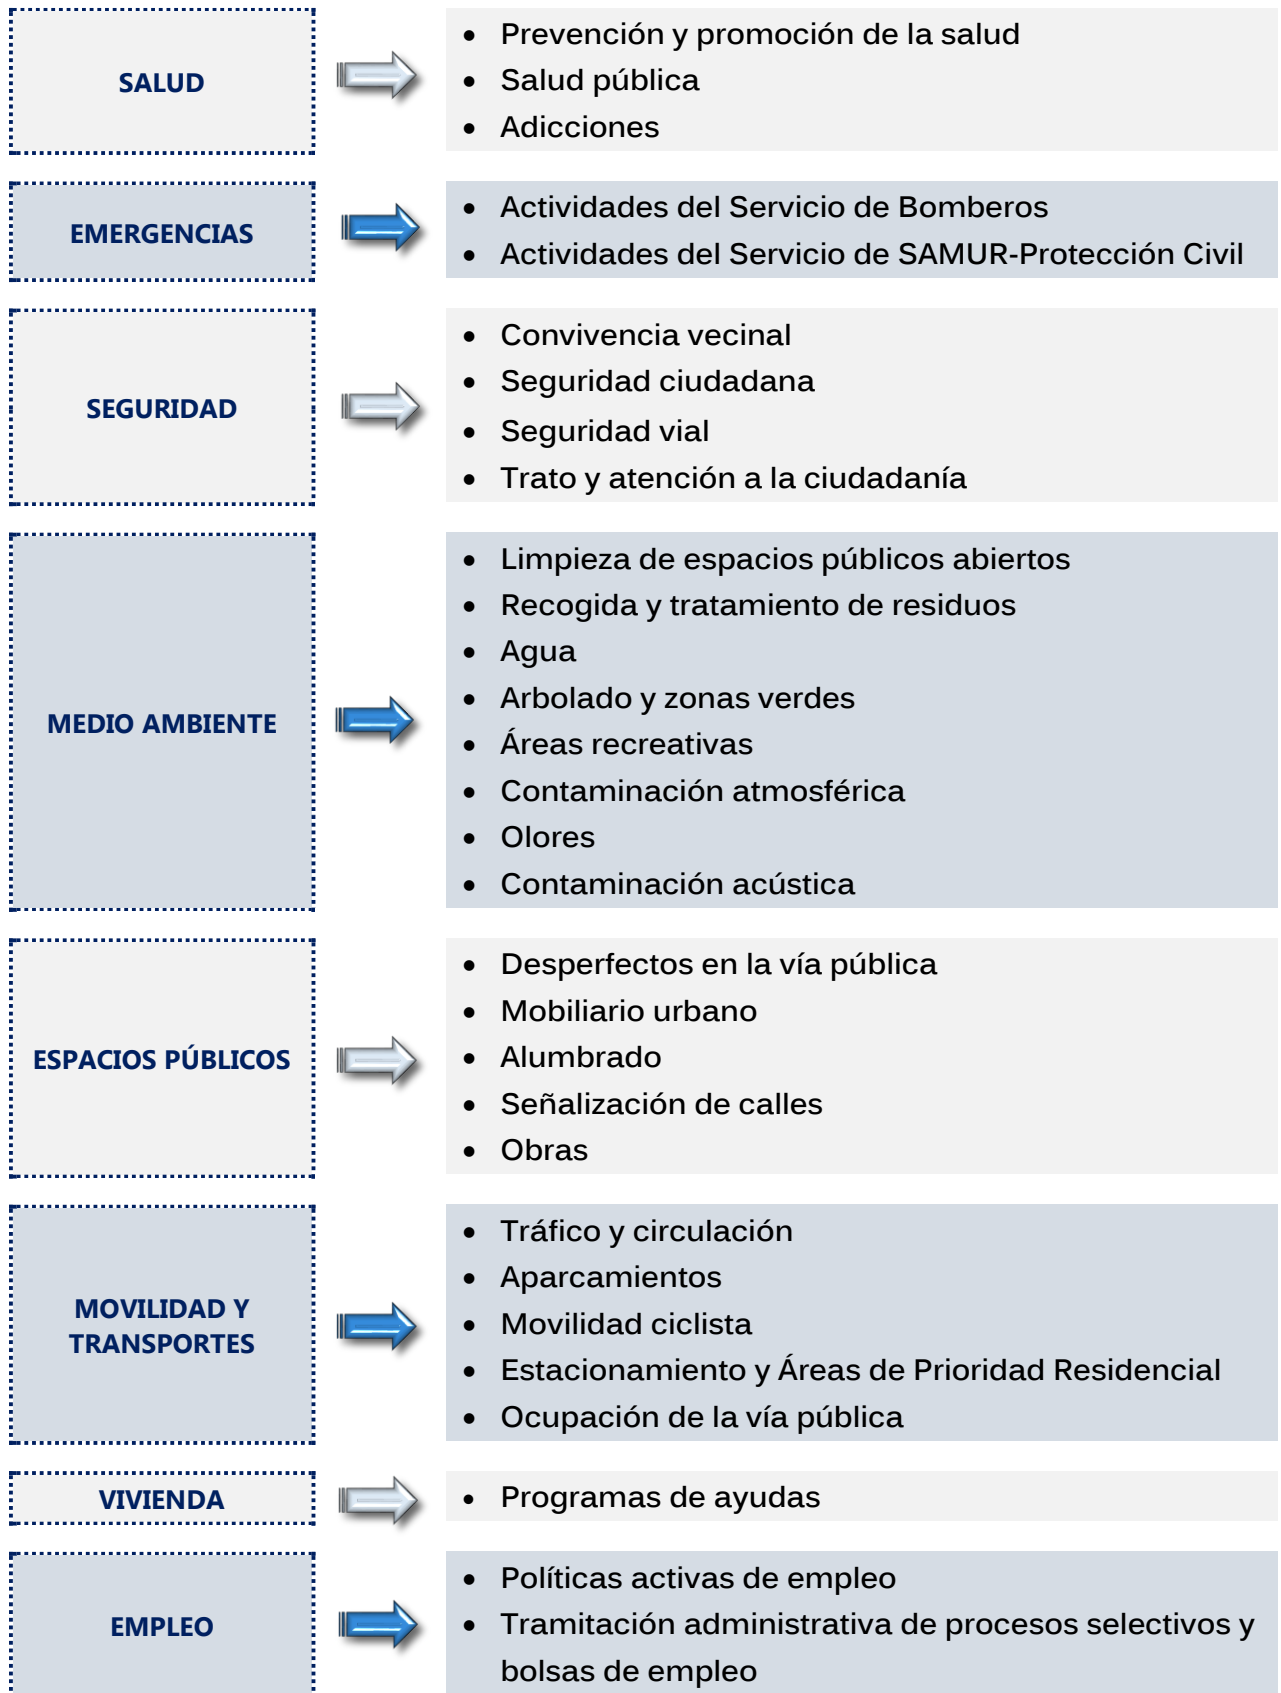 SALUD
• Prevención y promoción de la salud
• Salud pública
• Adicciones
EMERGENCIAS
• Actividades del Servicio de Bomberos
• Actividades del Servicio de SAMUR-Protección Civil
SEGURIDAD
• Convivencia vecinal
• Seguridad ciudadana
• Seguridad vial
• Trato y atención a la ciudadanía
MEDIO AMBIENTE
• Limpieza de espacios públicos abiertos
• Recogida y tratamiento de residuos
• Agua
• Arbolado y zonas verdes
• Áreas recreativas
• Contaminación atmosférica
• Olores
• Contaminación acústica
ESPACIOS PÚBLICOS
• Desperfectos en la vía pública
• Mobiliario urbano
• Alumbrado
• Señalización de calles
• Obras
MOVILIDAD Y
TRANSPORTES
• Tráfico y circulación
• Aparcamientos
• Movilidad ciclista
• Estacionamiento y Áreas de Prioridad Residencial
• Ocupación de la vía pública
VIVIENDA
• Programas de ayudas
EMPLEO
• Políticas activas de empleo
• Tramitación administrativa de procesos selectivos y
bolsas de empleo